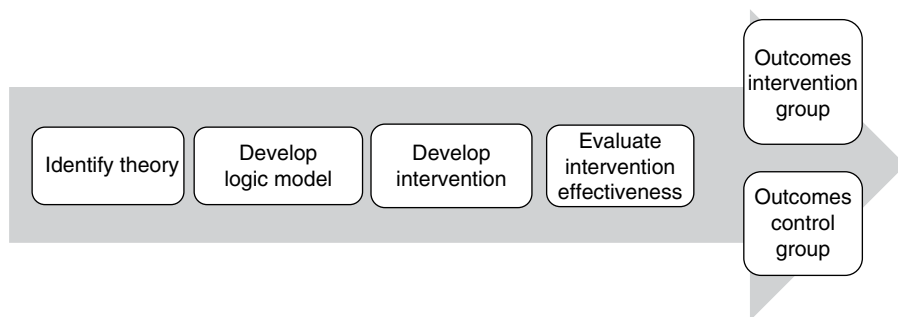 Identify theory
Develop
logic model
Develop
intervention
Evaluate
intervention
effectiveness
Outcomes
intervention
group
Outcomes
control
group